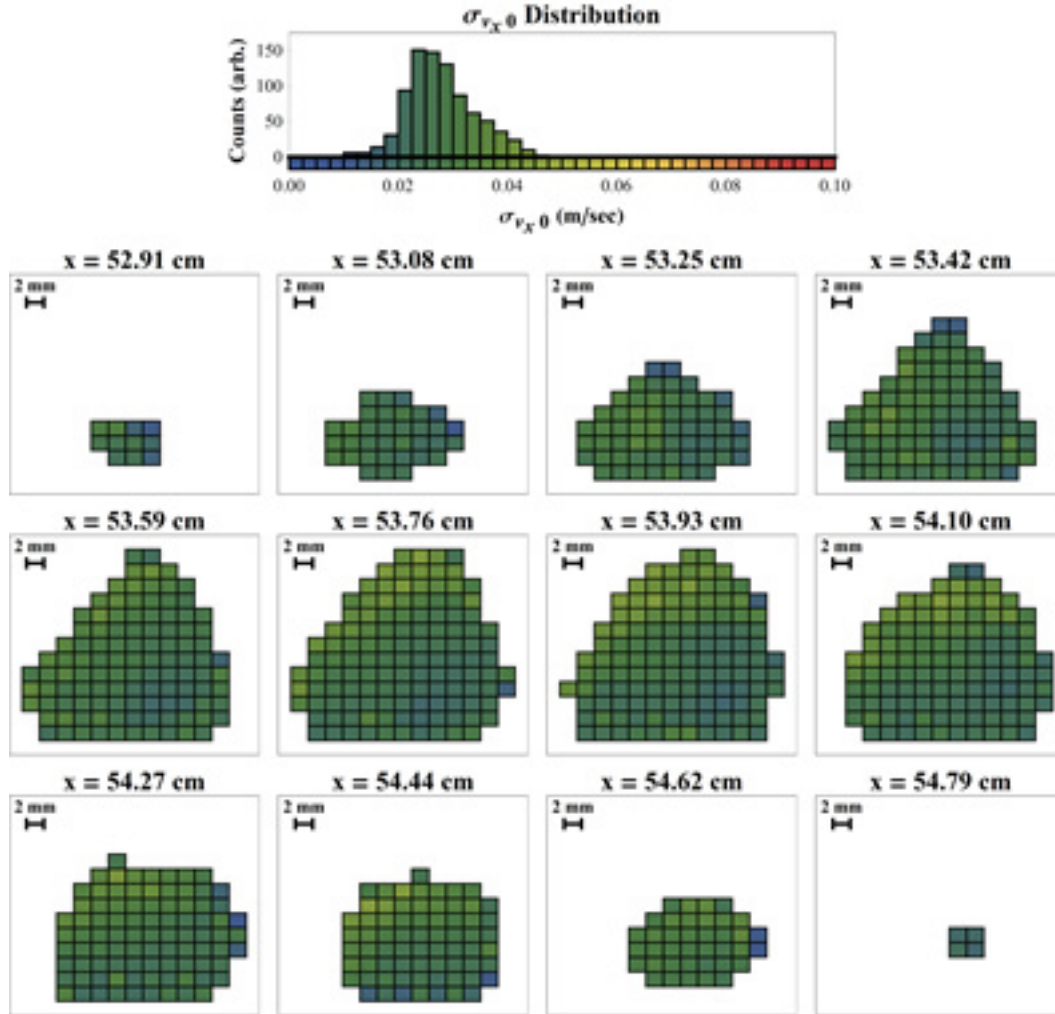 σvx 0 Distribution
Counts (arb.)
150
100
50
0
0.00 0.02 0.04 0.06 0.08 0.10
σvx 0 (m/sec)
x = 52.91 cm x = 53.08 cm x = 53.25 cm x = 53.42 cm
2 mm 2 mm 2 mm 2 mm
x = 53.59 cm x = 53.76 cm x = 53.93 cm x = 54.10 cm
2 mm 2 mm 2 mm 2 mm
x = 54.27 cm x = 54.44 cm x = 54.62 cm x = 54.79 cm
2 mm 2 mm 2 mm 2 mm